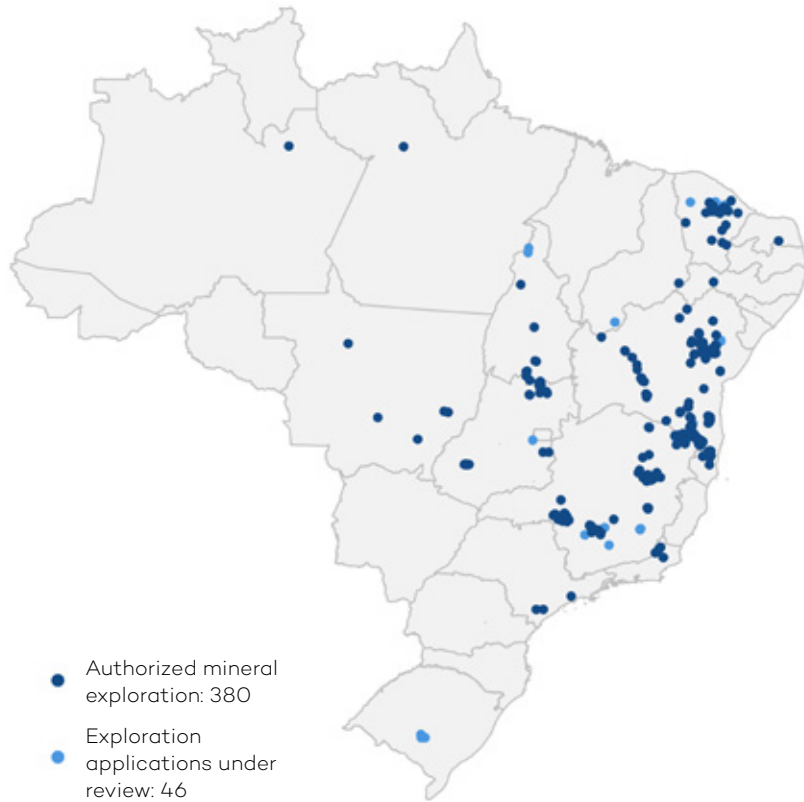 Authorized mineral
exploration: 380
Exploration
applications under
review: 46